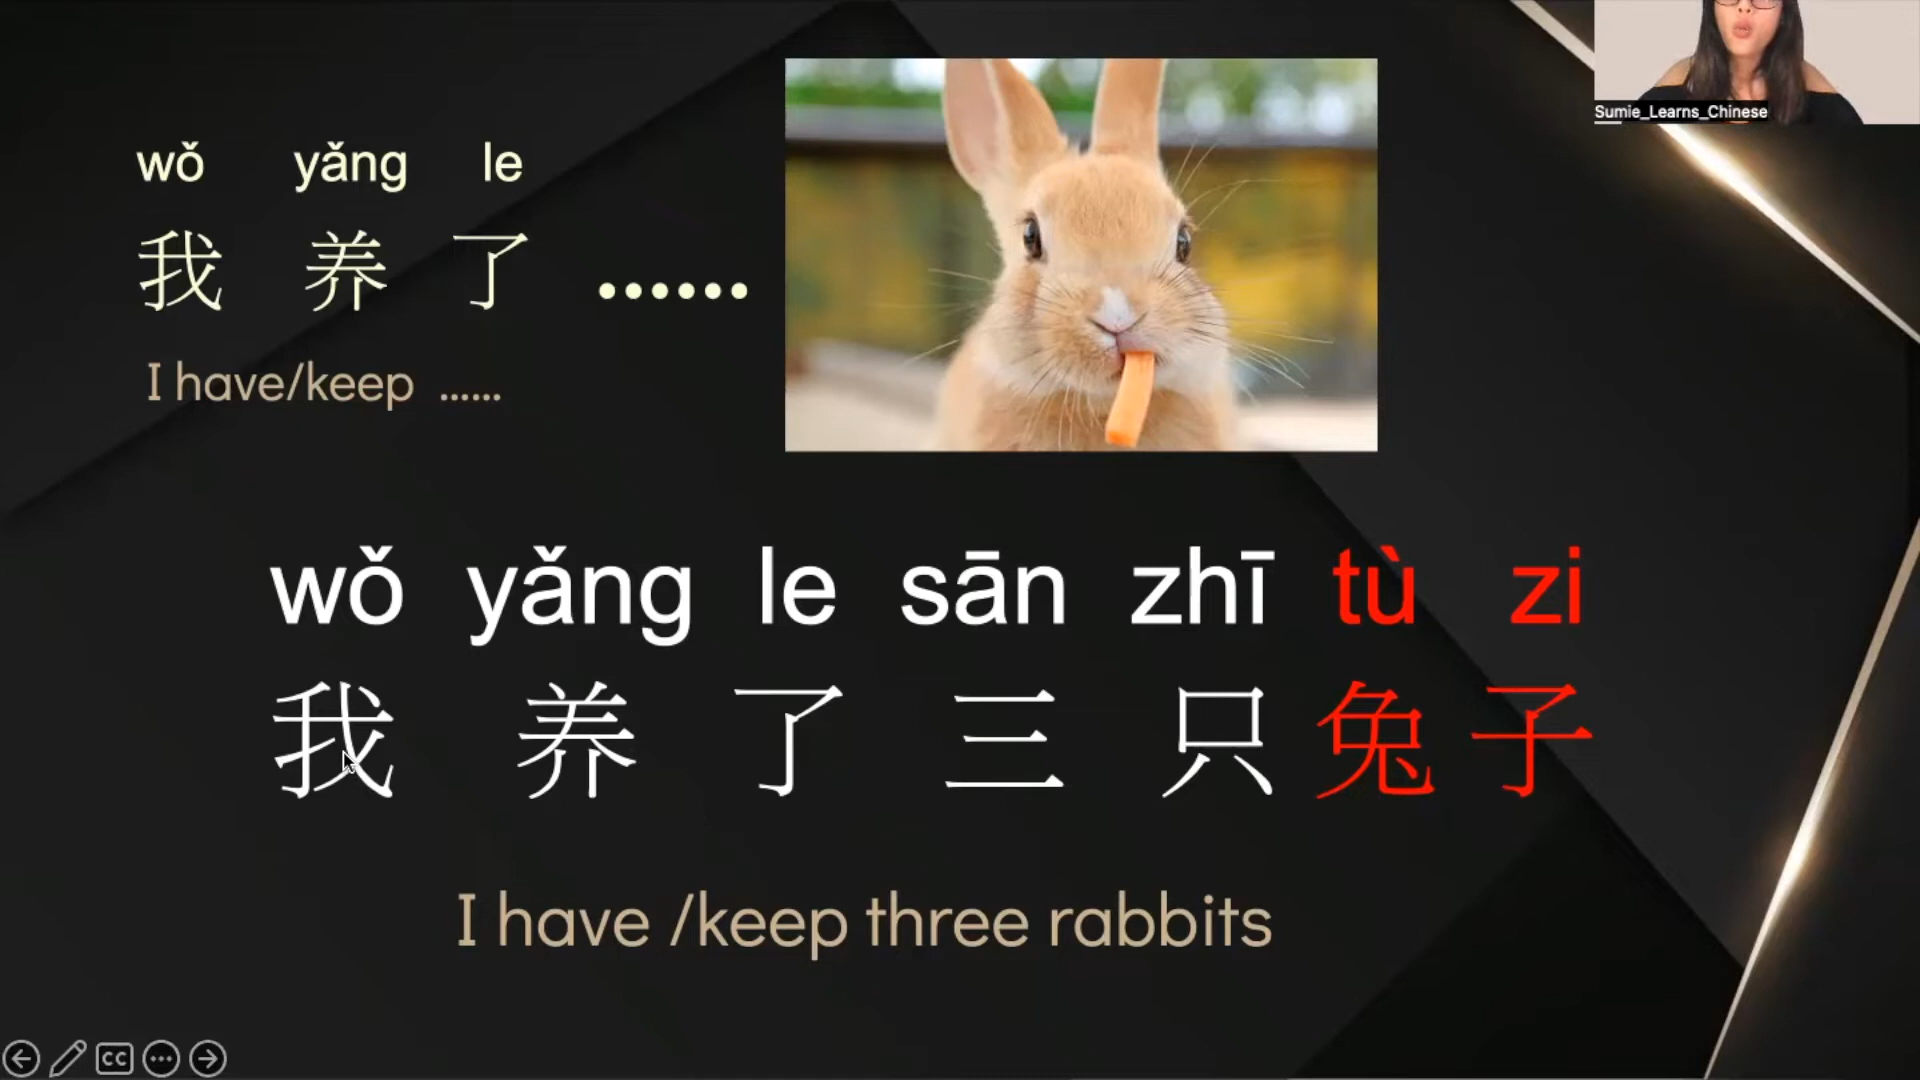 Sumie_Learns_Chinese
wǒ yǎng le
我 养 了 ……
I have/keep ......
wǒ yǎng le sān zhī tù zi
我 养 了 三 只 兔 子
I have /keep three rabbits
CC